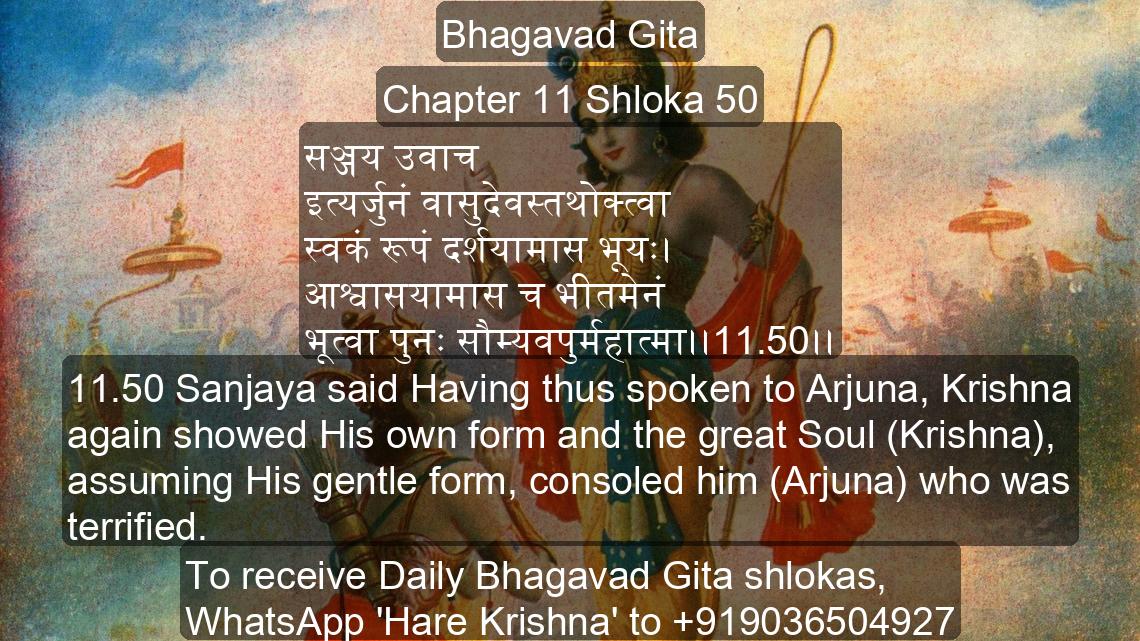 Bhagavad Gita
Chapter 11 Shloka 50
सञ्जय उवाच
इत्यर्जुनं वासुदेवस्तथोक्त्वा
स्वकं रूपं दर्शयामास भूयः।
आश्वासयामास च भीतमेनं
भूत्वा पुनः सौम्यवपुर्महात्मा।।11.50।।
11.50 Sanjaya said Having thus spoken to Arjuna, Krishna
again showed His own form and the great Soul (Krishna),
assuming His gentle form, consoled him (Arjuna) who was
terrified.
To receive Daily Bhagavad Gita shlokas,
WhatsApp 'Hare Krishna' to +919036504927